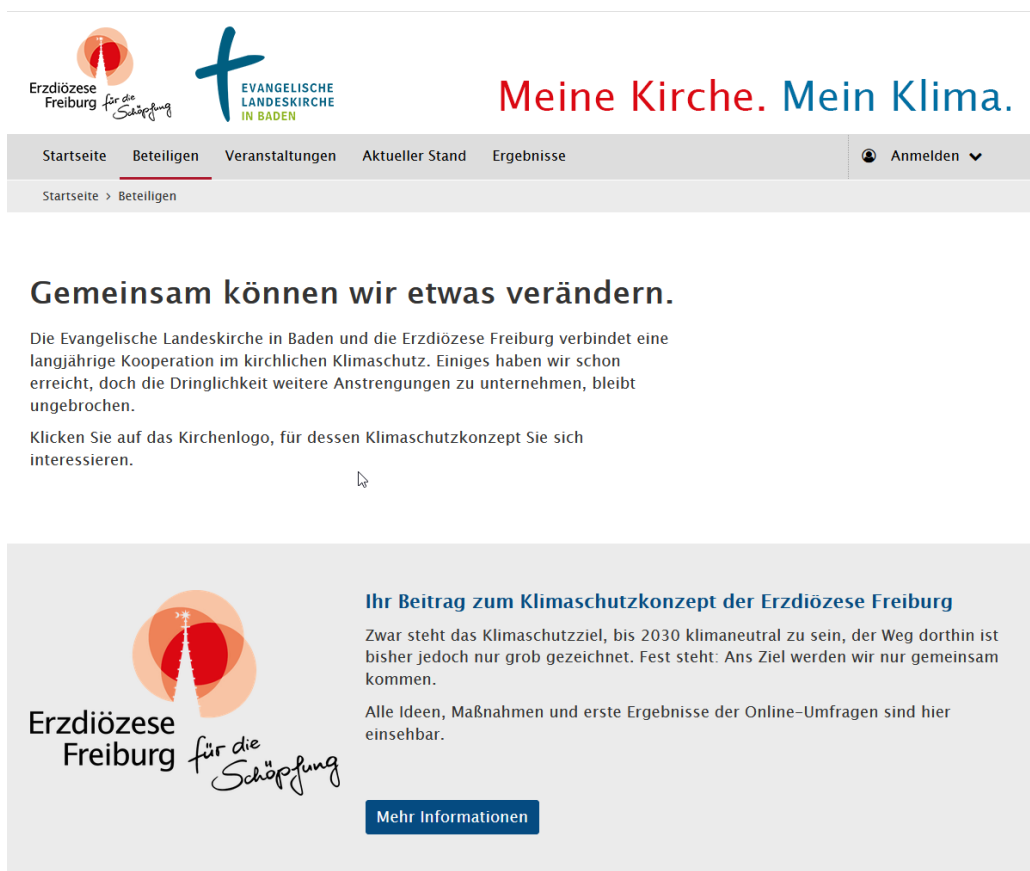 Erzdiözese
Freiburg für die
Schöpfung
EVANGELISCHE
LANDESKIRCHE
IN BADEN
Meine Kirche. Mein Klima.
Startseite Beteiligen Veranstaltungen Aktueller Stand Ergebnisse Anmelden
Startseite > Beteiligen
Gemeinsam können wir etwas verändern.
Die Evangelische Landeskirche in Baden und die Erzdiözese Freiburg verbindet eine
langjährige Kooperation im kirchlichen Klimaschutz. Einiges haben wir schon
erreicht, doch die Dringlichkeit weitere Anstrengungen zu unternehmen, bleibt
ungebrochen.
Klicken Sie auf das Kirchenlogo, für dessen Klimaschutzkonzept Sie sich
interessieren.
Erzdiözese
Freiburg für die
Schöpfung
Ihr Beitrag zum Klimaschutzkonzept der Erzdiözese Freiburg
Zwar steht das Klimaschutzziel, bis 2030 klimaneutral zu sein, der Weg dorthin ist
bisher jedoch nur grob gezeichnet. Fest steht: Ans Ziel werden wir nur gemeinsam
kommen.
Alle Ideen, Maßnahmen und erste Ergebnisse der Online-Umfragen sind hier
einsehbar.
Mehr Informationen